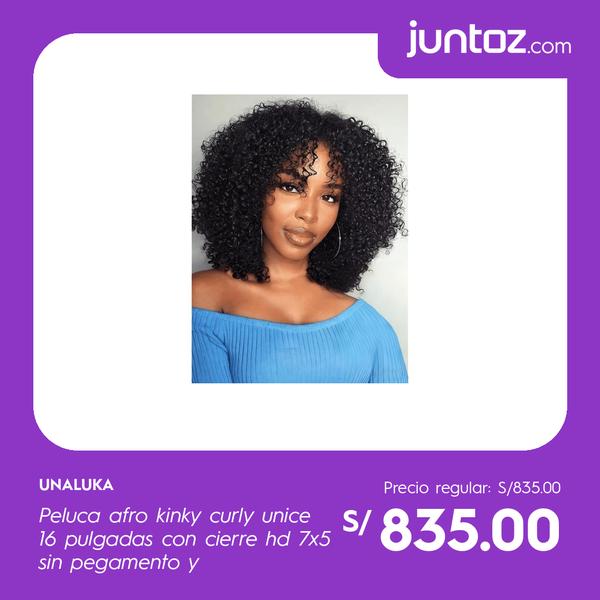 juntoz.com
UNALUKA
Peluca afro kinky curly unice
16 pulgadas con cierre hd 7x5
sin pegamento y
Precio regular: S/835.00
S/ 835.00